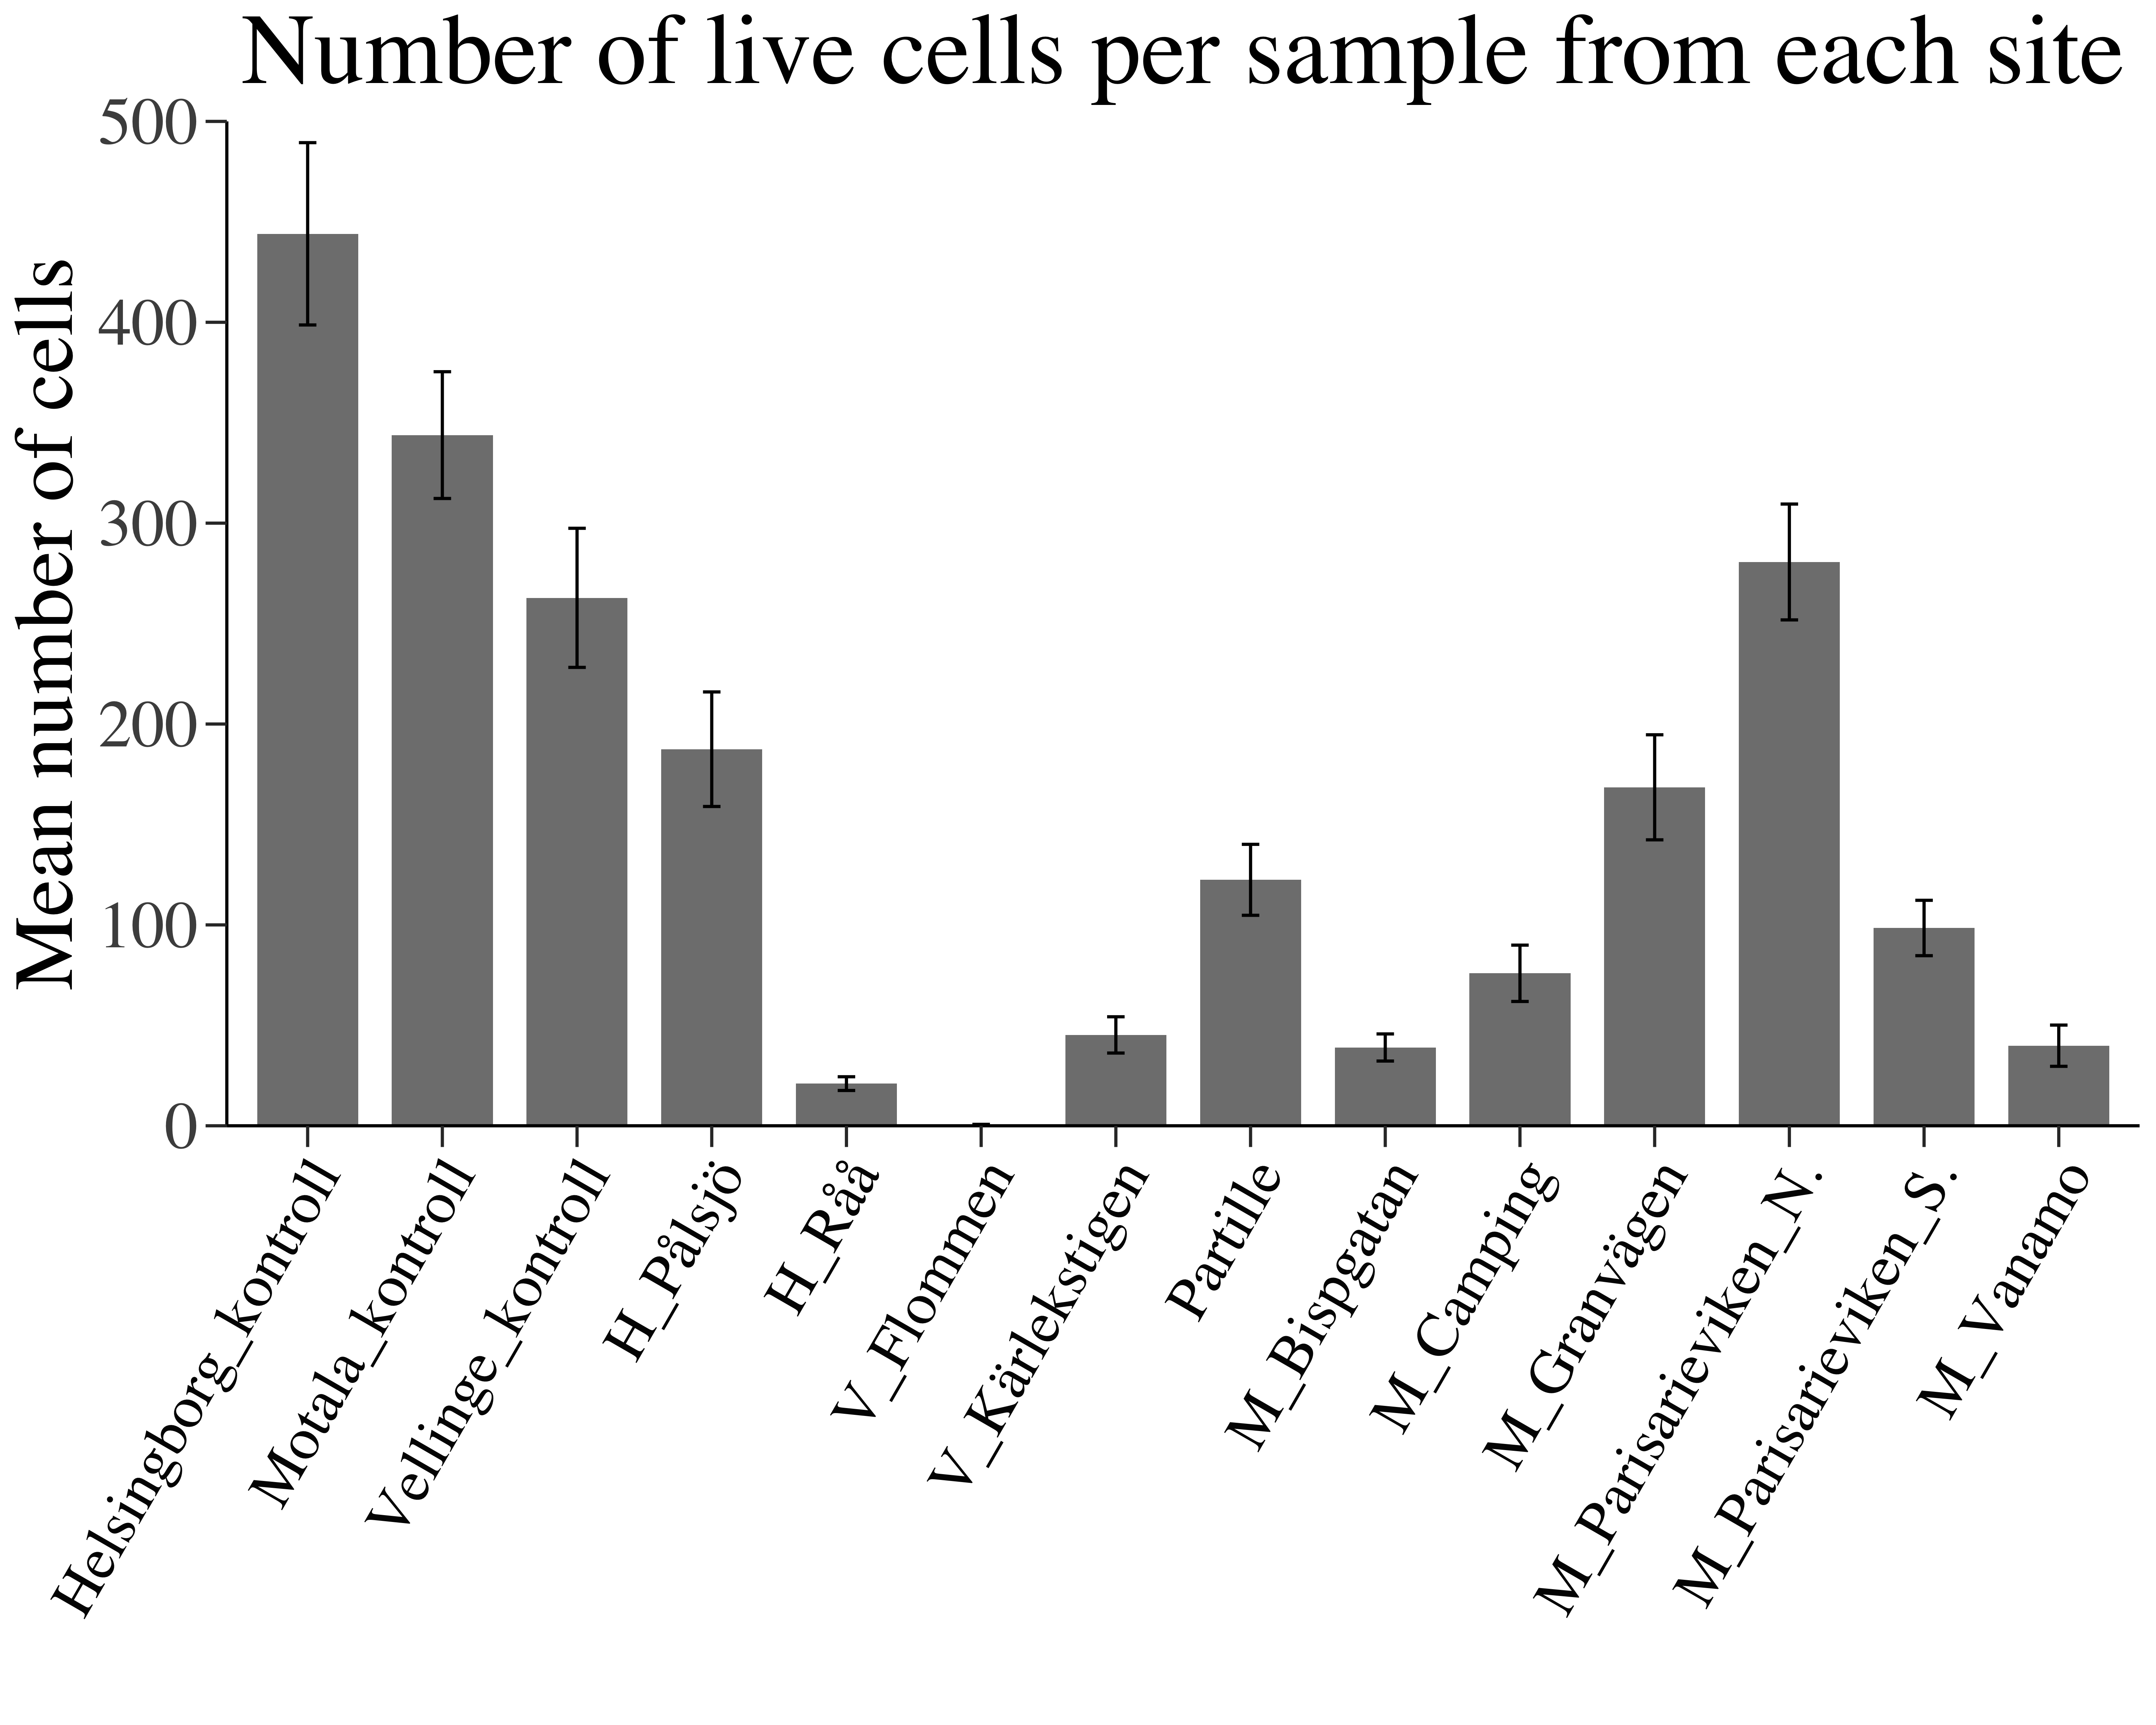 Number of live cells per sample from each site
Mean number of cells
500
400
300
200
100
0
Helsingborg_kontroll
Motala_kontroll
Vellinge_kontroll
H_Pålsjö
H_Råå
V_Flommen
V_Kärlekstigen
Partille
M_Bispgatan
M_Camping
M_Granvägen
M_Parisarieviken_N.
M_Parisarieviken_S.
M_Vanamo